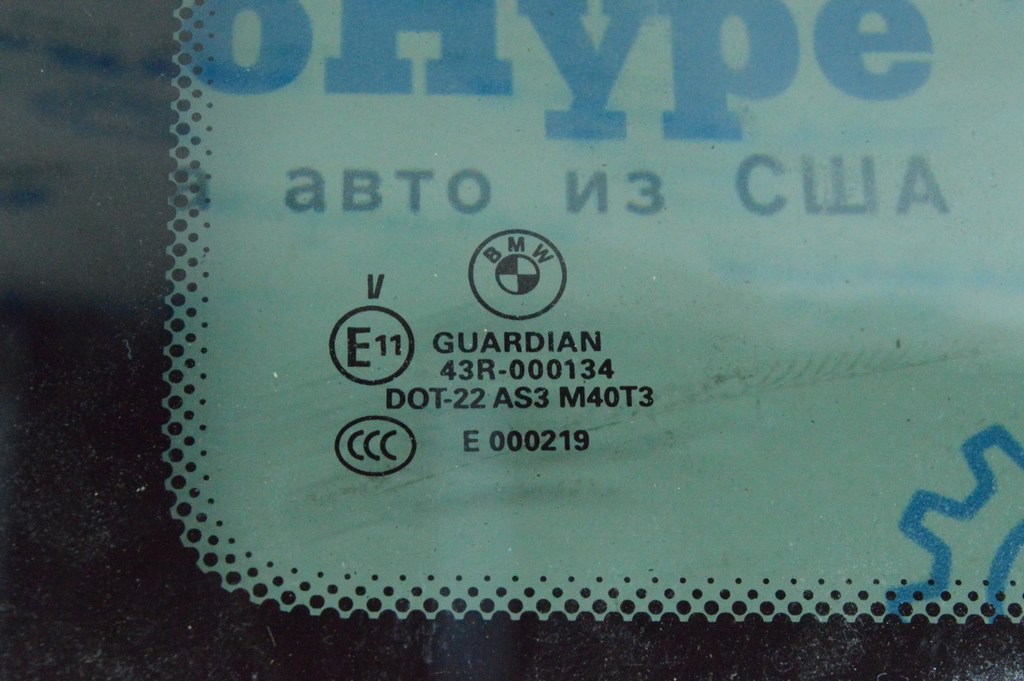 оНуре
авто из США
BMW
V
E11 GUARDIAN
43R-000134
DOT-22 AS3 M40T3
CCC E 000219